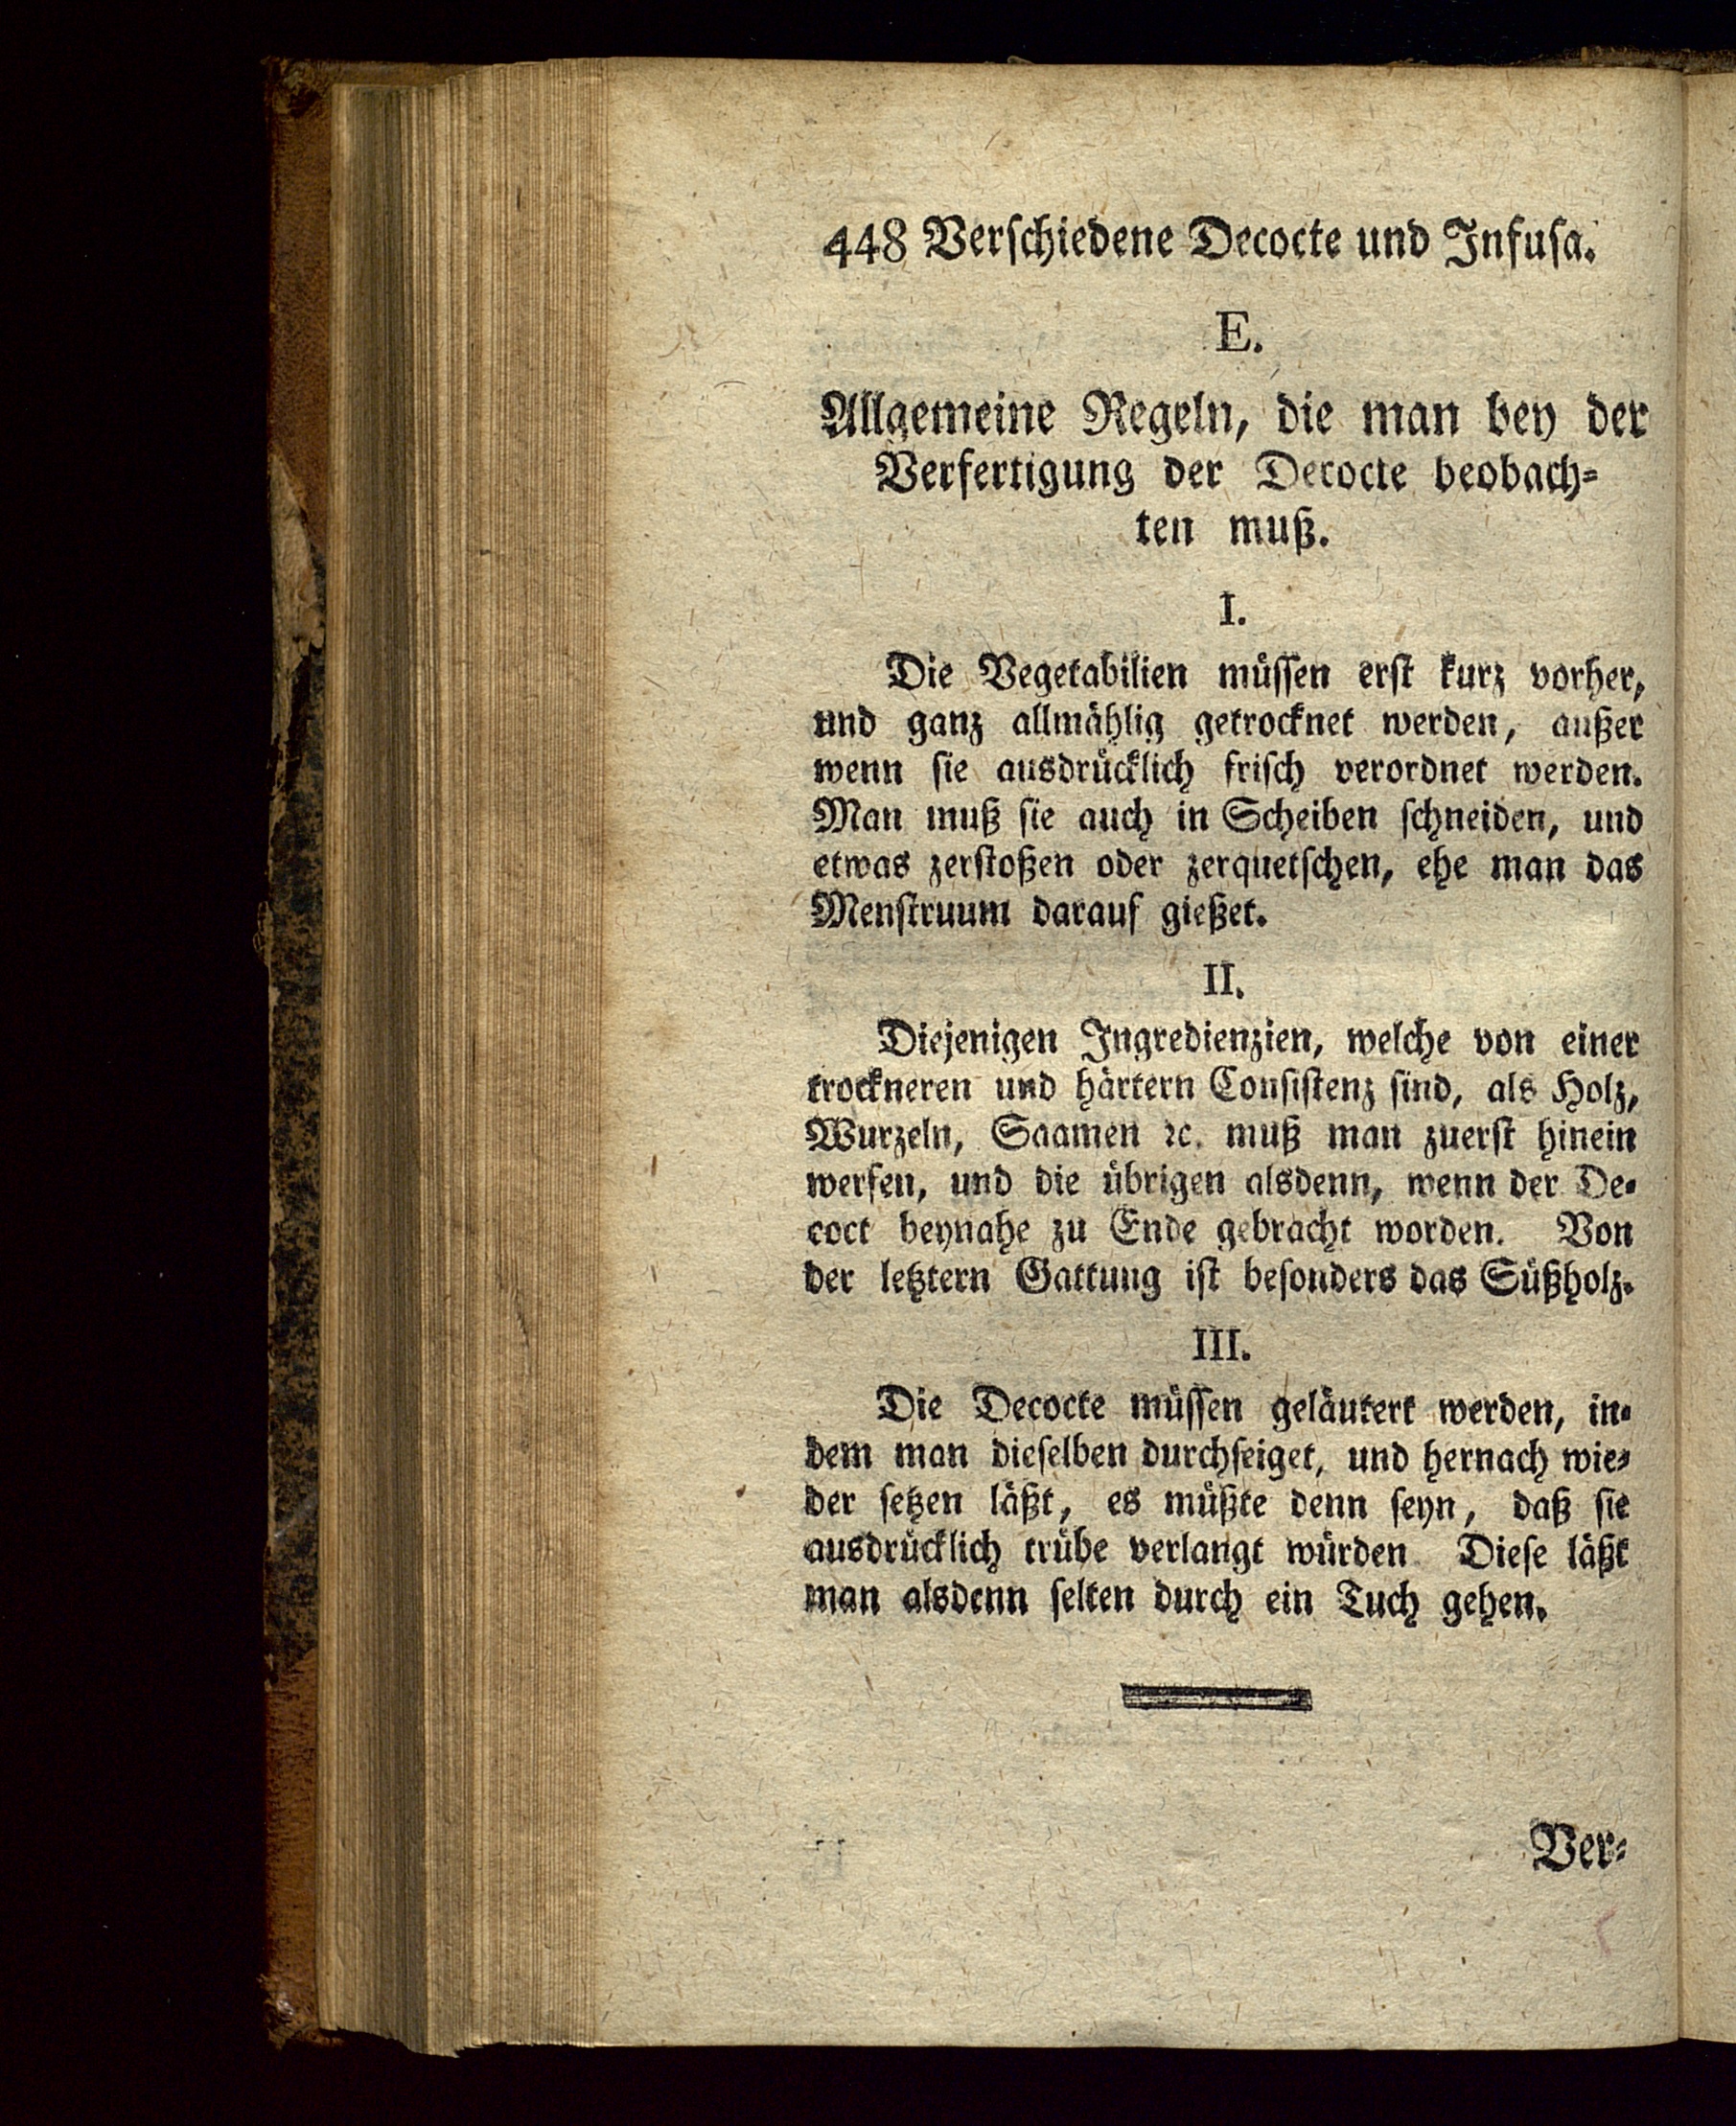 448 Verschiedene Decocte und Infusa.
E.
Allgemeine Regeln, die man bey der
Verfertigung der Decocte beobach-
ten muß.
I.
Die Vegetabilien müssen erst kurz vorher,
und ganz allmählig getrocknet werden, außer
wenn sie ausdrücklich frisch verordnet werden.
Man muß sie auch in Scheiben schneiden, und
etwas zerstoßen oder zerquetschen, ehe man das
Menstruum darauf gießet.
II.
Diejenigen Ingredienzien, welche von einer
trockneren und härtern Consistenz sind, als Holz,
Wurzeln, Saamen ꝛc. muß man zuerst hinein
werfen, und die übrigen alsdenn, wenn der De-
coct beynahe zu Ende gebracht worden. Von
der letztern Gattung ist besonders das Süßholz.
III.
Die Decocte müssen geläutert werden, in-
dem man dieselben durchseiget, und hernach wie-
der setzen läßt, es müßte denn seyn, daß sie
ausdrücklich trübe verlangt würden Diese läßt
man alsdenn selten durch ein Tuch gehen.
Ver-